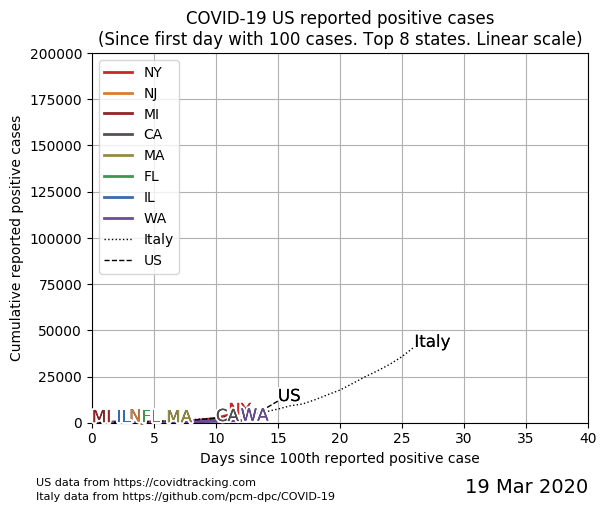 COVID-19 US reported positive cases
(Since first day with 100 cases. Top 8 states. Linear scale)
Cumulative reported positive cases
200000
175000
150000
125000
100000
75000
50000
25000
0
NY
NJ
MI
CA
MA
FL
IL
WA
Italy
US
Italy
US
MI IL NJ FL MA CA NY WA
0 5 10 15 20 25 30 35 40
Days since 100th reported positive case
US data from https://covidtracking.com
Italy data from https://github.com/pcm-dpc/COVID-19
19 Mar 2020